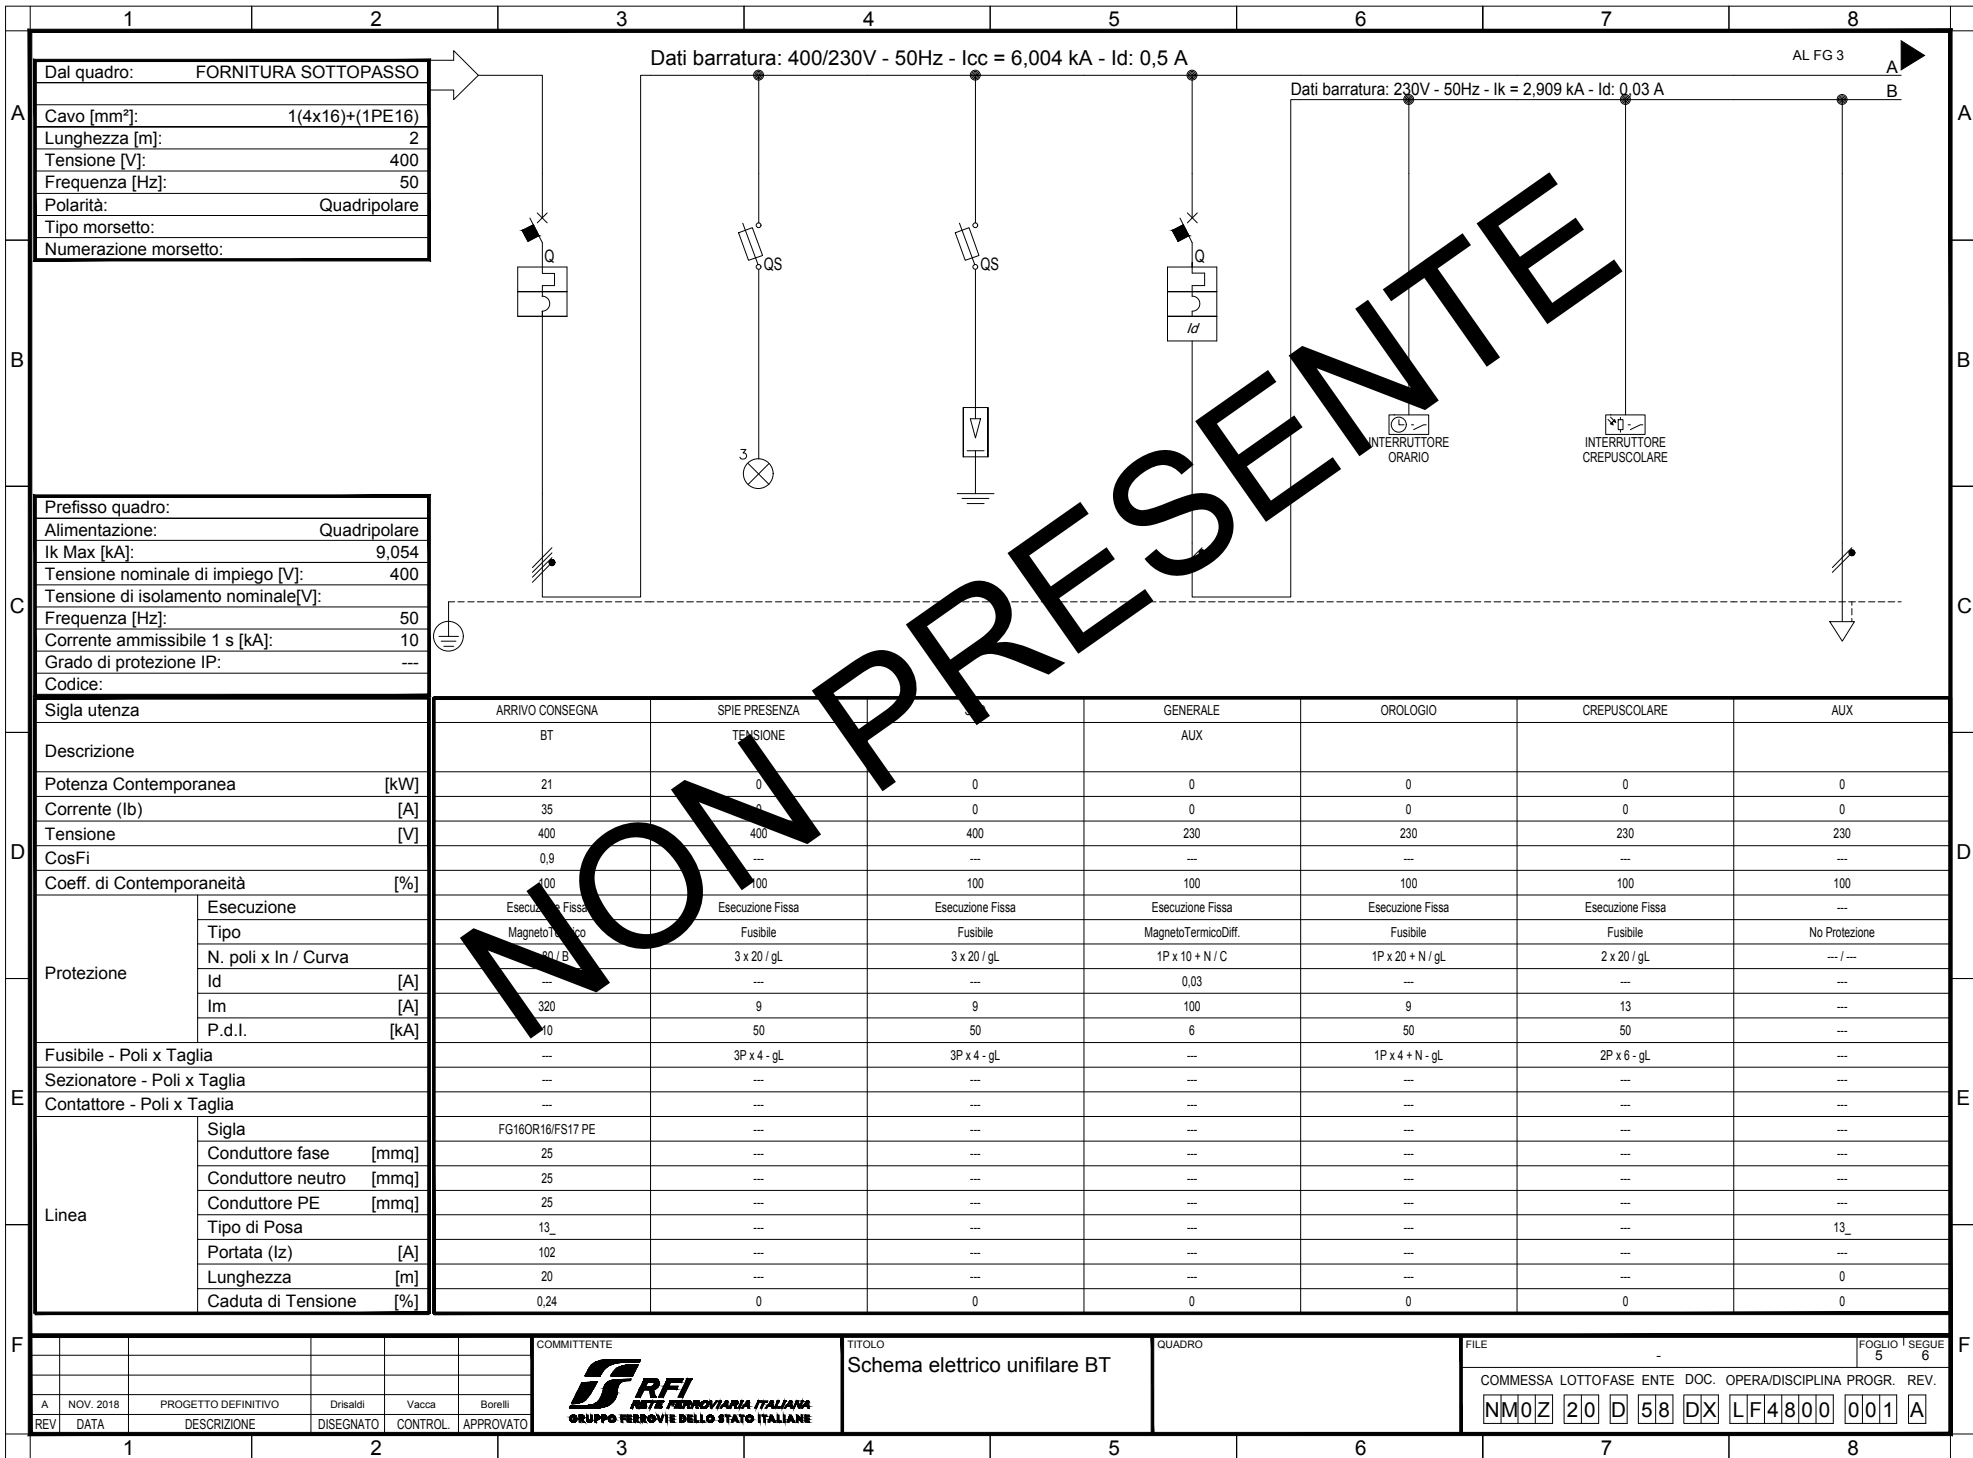 1 2 3 4 5 6 7 8
A
B
C
D
E
F
Dal quadro: FORNITURA SOTTOPASSO
Cavo [mm²]: 1(4x16)+(1PE16)
Lunghezza [m]: 2
Tensione [V]: 400
Frequenza [Hz]: 50
Polarità: Quadripolare
Tipo morsetto:
Numerazione morsetto:
Dati barratura: 400/230V - 50Hz - Icc = 6,004 kA - Id: 0,5 A
AL FG 3
A
Dati barratura: 230V - 50Hz - Ik = 2,909 kA - Id: 0,03 A
B
Q
QS
QS
Q
Id
3
INTERRUTTORE
ORARIO
INTERRUTTORE
CREPUSCOLARE
NON PRESENTE
Prefisso quadro:
Alimentazione: Quadripolare
Ik Max [kA]: 9,054
Tensione nominale di impiego [V]: 400
Tensione di isolamento nominale[V]:
Frequenza [Hz]: 50
Corrente ammissibile 1 s [kA]: 10
Grado di protezione IP: ---
Codice:
Sigla utenza ARRIVO CONSEGNA SPIE PRESENZA GENERALE OROLOGIO CREPUSCOLARE AUX
Descrizione BT TENSIONE AUX
Potenza Contemporanea [kW] 21 0 0 0 0 0 0
Corrente (Ib) [A] 35 0 0 0 0 0 0
Tensione [V] 400 400 400 230 230 230 230
CosFi 0,9 --- --- --- --- --- ---
Coeff. di Contemporaneità [%] 100 100 100 100 100 100 100
Protezione
Esecuzione Esecuzione Fissa Esecuzione Fissa Esecuzione Fissa Esecuzione Fissa Esecuzione Fissa Esecuzione Fissa ---
Tipo MagnetoTermico Fusibile Fusibile MagnetoTermicoDiff. Fusibile Fusibile No Protezione
N. poli x In / Curva / B 3 x 20 / gL 3 x 20 / gL 1P x 10 + N / C 1P x 20 + N / gL 2 x 20 / gL --- / ---
Id [A] --- --- --- 0,03 --- --- ---
Im [A] 320 9 9 100 9 13 ---
P.d.I. [kA] 10 50 50 6 50 50 ---
Fusibile - Poli x Taglia --- 3P x 4 - gL 3P x 4 - gL --- 1P x 4 + N - gL 2P x 6 - gL ---
Sezionatore - Poli x Taglia --- --- --- --- --- --- ---
Contattore - Poli x Taglia --- --- --- --- --- --- ---
Linea
Sigla FG16OR16/FS17 PE --- --- --- --- --- ---
Conduttore fase [mmq] 25 --- --- --- --- --- ---
Conduttore neutro [mmq] 25 --- --- --- --- --- ---
Conduttore PE [mmq] 25 --- --- --- --- --- ---
Tipo di Posa 13_ --- --- --- --- --- 13_
Portata (Iz) [A] 102 --- --- --- --- --- ---
Lunghezza [m] 20 --- --- --- --- --- 0
Caduta di Tensione [%] 0,24 0 0 0 0 0 0
A NOV. 2018 PROGETTO DEFINITIVO Drisaldi Vacca Borelli
REV DATA DESCRIZIONE DISEGNATO CONTROL. APPROVATO
COMMITTENTE
RFI
RETE FERROVIARIA ITALIANA
GRUPPO FERROVIE DELLO STATO ITALIANE
TITOLO
Schema elettrico unifilare BT
QUADRO
FILE
-
FOGLIO SEGUE
5 6
COMMESSA LOTTO FASE ENTE DOC. OPERA/DISCIPLINA PROGR. REV.
NM0Z 20 D 58 DX LF4800 001 A
A
B
C
D
E
F
1 2 3 4 5 6 7 8